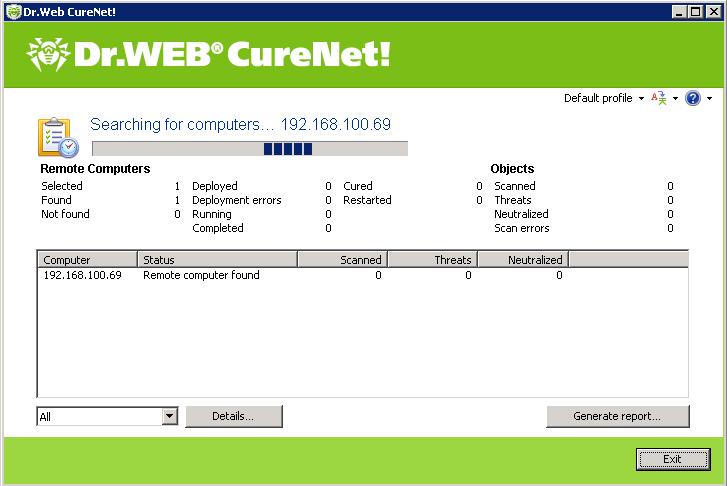 Dr.Web CureNet!
Dr.WEB® CureNet!
Default profile
Searching for computers... 192.168.100.69
Remote Computers Objects
Selected 1 Deployed 0 Cured 0 Scanned 0
Found 1 Deployment errors 0 Restarted 0 Threats 0
Not found 0 Running 0 Neutralized 0
Completed 0 Scan errors 0
Computer Status Scanned Threats Neutralized
192.168.100.69 Remote computer found 0 0 0
All Details... Generate report...
Exit